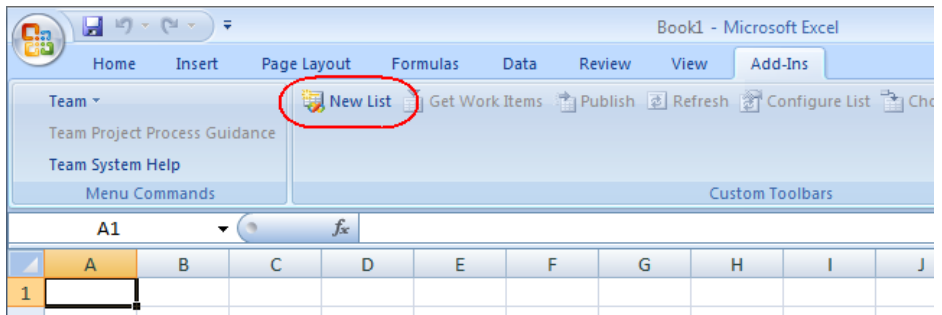 Book1 - Microsoft Excel
Home Insert Page Layout Formulas Data Review View Add-Ins
Team New List Get Work Items Publish Refresh Configure List Cho
Team Project Process Guidance
Team System Help
Menu Commands Custom Toolbars
A1 fx
A B C D E F G H I J
1